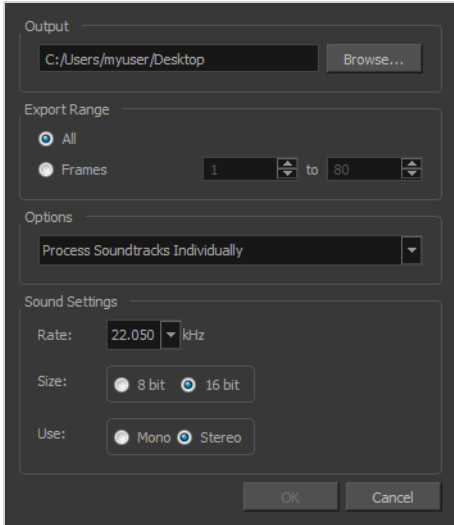 Output
C:/Users/myuser/Desktop Browse...
Export Range
All
Frames 1 to 80
Options
Process Soundtracks Individually
Sound Settings
Rate: 22.050 kHz
Size: 8 bit 16 bit
Use: Mono Stereo
OK Cancel